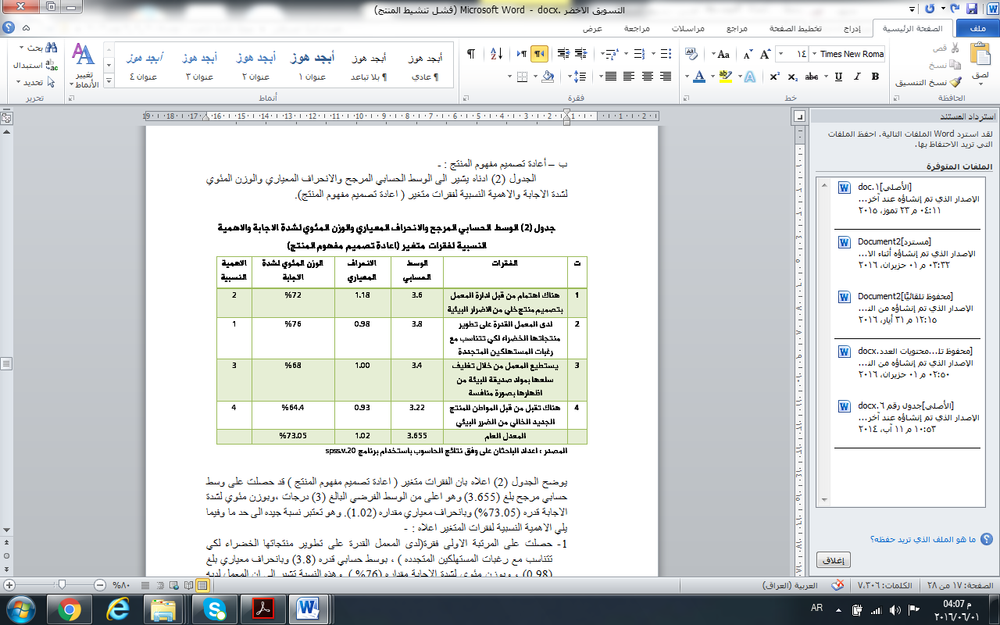 التسويق الاخضر .docx - Microsoft Word (فشل تنشيط المنتج)
ملف
الصفحة الرئيسية
إدراج
تخطيط الصفحة
مراجع
مراسلات
مراجعة
عرض
لصق
قص
نسخ
نسخ التنسيق
الحافظة
Times New Roma
١٤
خط
فقرة
أبجد هوز
¶ عادي
أبجد هوز
¶ بلا تباعد
أبجد هوز
عنوان ١
أبجد هوز
عنوان ٢
أبجد هوز
عنوان ٣
أبجد هوز
عنوان ٤
أنماط
تغيير الأنماط
بحث
استبدال
تحديد
تحرير
استرداد المستند
لقد استرد Word الملفات التالية. احفظ الملفات
التي تريد الاحتفاظ بها.
الملفات المتوفرة
doc.١[الأصلي]
الإصدار الذي تم إنشاؤه عند آخر...
٠٤:١١ م ٢٣ تموز، ٢٠١٥
Document2[مسترد]
الإصدار الذي تم إنشاؤه أثناء الا...
٠٣:٣٢ م ٠١ حزيران، ٢٠١٦
Document2[محفوظ تلقائيًا]
الإصدار الذي تم إنشاؤه من الت...
١٢:١٥ م ٣١ أيار، ٢٠١٦
محتويات العدد.docx[محفوظ تل...
الإصدار الذي تم إنشاؤه من الت...
٠٢:٥٠ م ٠١ حزيران، ٢٠١٦
جدول رقم ٦.docx[الأصلي]
الإصدار الذي تم إنشاؤه عند آخر...
١٠:٥٣ م ١١ آب، ٢٠١٤
ما هو الملف الذي تريد حفظه؟
إغلاق
ب – أعادة تصميم مفهوم المنتج : -
الجدول (2) ادناه يشير الى الوسط الحسابي المرجح والانحراف المعياري والوزن المئوي
لشدة الاجابة والاهمية النسبية لفقرات متغير ( اعادة تصميم مفهوم المنتج).
جدول (2) الوسط الحسابي المرجح والانحراف المعياري والوزن المئوي لشدة الاجابة والاهمية
النسبية لفقرات متغير (اعادة تصميم مفهوم المنتج)
ت الفقرات الوسط الحسابي الانحراف المعياري الوزن المئوي لشدة الاجابة الاهمية النسبية
1 هناك اهتمام من قبل ادارة المعمل بتصميم منتج خلي من الاضرار البيئية 3.6 1.18 %72 2
2 لدى المعمل القدرة على تطوير منتجاتها الخضراء لكي تتناسب مع رغبات المستهلكين المتجددة 3.8 0.98 %76 1
3 يستطيع المعمل من خلال تغليف سلعها بمواد صديقة للبيئة من اظهارها بصورة منافسة 3.4 1.00 %68 3
4 هناك تقبل من قبل المواطن للمنتج الجديد الخالي من الضرر البيئي 3.22 0.93 %64.4 4
المعدل العام 3.655 1.02 %73.05
المصدر : اعداد الباحثان على وفق نتائج الحاسوب باستخدام برنامج spss.v.20
يوضح الجدول (2) اعلاه بان الفقرات متغير ( اعادة تصميم مفهوم المنتج ) قد حصلت على وسط
حسابي مرجح بلغ (3.655) وهو اعلى من الوسط الفرضي البالغ (3) درجات ،وبوزن مئوي لشدة
الاجابة قدره (73.05%) وبانحراف معياري مقداره (1.02). وهو تعتبر نسبة جيده الى حد ما وفيما
يلي الاهمية النسبية لفقرات المتغير اعلاه : -
1- حصلت على المرتبة الاولى فقرة(لدى المعمل القدرة على تطوير منتجاتها الخضراء لكي
تتناسب مع رغبات المستهلكين المتجدده ) ، بوسط حسابي قدره (3.8) وبانحراف معياري بلغ
(0.98) ، وبوزن مئوي لشدة الاجابة مقداره (76% ) . وهذه النسبة تشير الى ان المعمل لديه
الصفحة: ١٧ من ٢٨
الكلمات: ٧.٣٠٦
العربية (العراق)
٨٠%
AR
04:07 م
٢٠١٦/٠٦/٠١